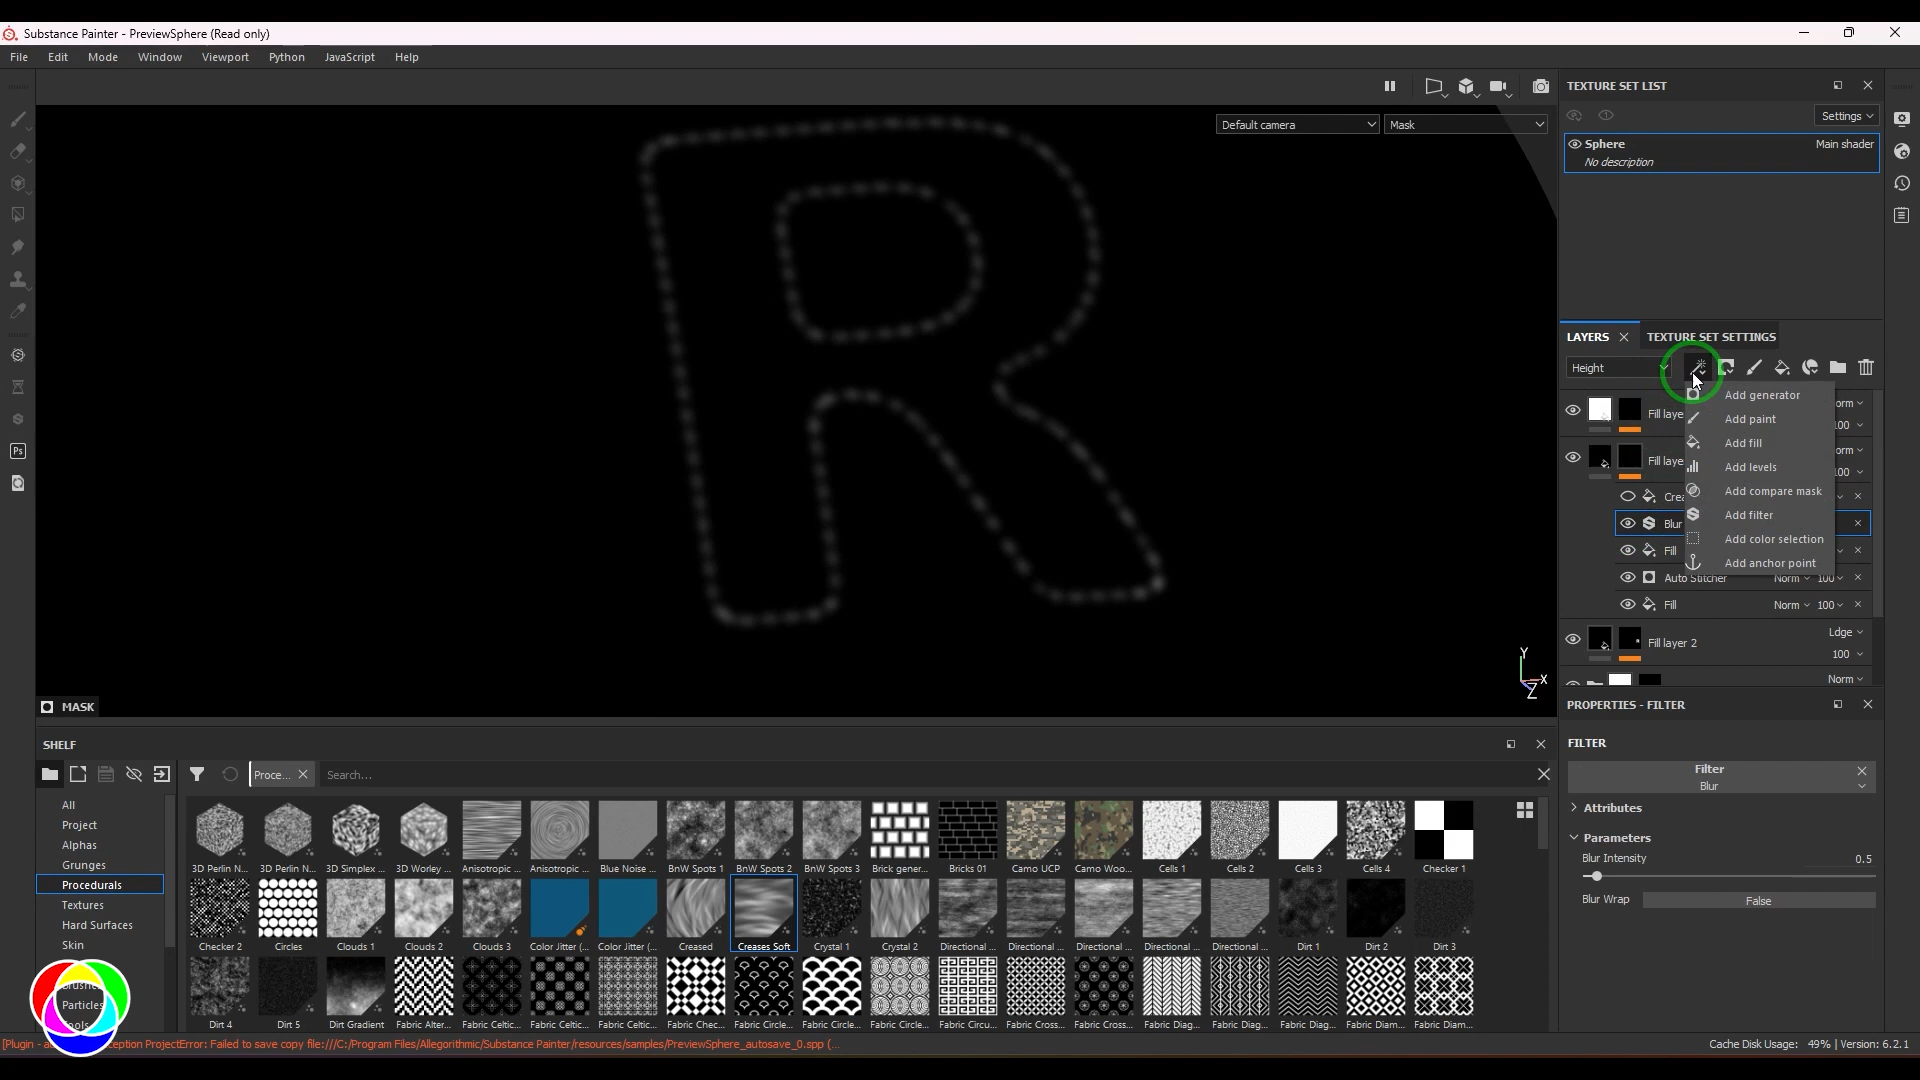 Substance Painter - PreviewSphere (Read only)
File Edit Mode Window Viewport Python JavaScript Help
Default camera Mask
TEXTURE SET LIST
Settings
Sphere Main shader
No description
LAYERS TEXTURE SET SETTINGS
Height
Add generator
Add paint
Add fill
Add levels
Add compare mask
Add filter
Add color selection
Add anchor point
Blur
Fill
Auto Stitcher Norm 100
Fill Norm 100
Fill layer 2 Ldge
100
Norm
PROPERTIES - FILTER
FILTER
Filter
Blur
Attributes
Parameters
Blur Intensity 0.5
Blur Wrap False
Y
X
Z
MASK
SHELF
Proce... Search...
All
Project
Alphas
Grunges
Procedurals
Textures
Hard Surfaces
Skin
Particles
3D Perlin N... 3D Perlin N... 3D Simplex ... 3D Worley ... Anisotropic ... Anisotropic ... Blue Noise ... BnW Spots 1 BnW Spots 2 BnW Spots 3 Brick gener... Bricks 01 Camo UCP Camo Woo... Cells 1 Cells 2 Cells 3 Cells 4 Checker 1
Checker 2 Circles Clouds 1 Clouds 2 Clouds 3 Color Jitter (... Color Jitter (... Creased Creases Soft Crystal 1 Crystal 2 Directional ... Directional ... Directional ... Directional ... Directional ... Dirt 1 Dirt 2 Dirt 3
Dirt 4 Dirt 5 Dirt Gradient Fabric Alter... Fabric Celtic... Fabric Celtic... Fabric Celtic... Fabric Chec... Fabric Circle... Fabric Circle... Fabric Circle... Fabric Circu... Fabric Cross... Fabric Cross... Fabric Diag... Fabric Diag... Fabric Diag... Fabric Diam... Fabric Diam...
[Plugin - ception ProjectError: Failed to save copy file:///C:/Program Files/Allegorithmic/Substance Painter/resources/samples/PreviewSphere_autosave_0.spp (...
Cache Disk Usage: 49% | Version: 6.2.1